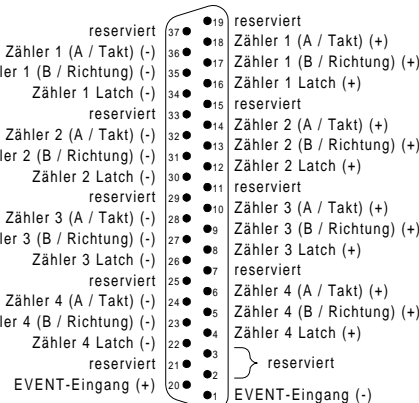 reserviert 37 19 reserviert
Zähler 1 (A / Takt) (-) 36 18 Zähler 1 (A / Takt) (+)
ler 1 (B / Richtung) (-) 35 17 Zähler 1 (B / Richtung) (+)
Zähler 1 Latch (-) 34 16 Zähler 1 Latch (+)
reserviert 33 15 reserviert
Zähler 2 (A / Takt) (-) 32 14 Zähler 2 (A / Takt) (+)
ler 2 (B / Richtung) (-) 31 13 Zähler 2 (B / Richtung) (+)
Zähler 2 Latch (-) 30 12 Zähler 2 Latch (+)
reserviert 29 11 reserviert
Zähler 3 (A / Takt) (-) 28 10 Zähler 3 (A / Takt) (+)
ler 3 (B / Richtung) (-) 27 9 Zähler 3 (B / Richtung) (+)
Zähler 3 Latch (-) 26 8 Zähler 3 Latch (+)
reserviert 25 7 reserviert
Zähler 4 (A / Takt) (-) 24 6 Zähler 4 (A / Takt) (+)
ler 4 (B / Richtung) (-) 23 5 Zähler 4 (B / Richtung) (+)
Zähler 4 Latch (-) 22 4 Zähler 4 Latch (+)
reserviert 21 3 2 reserviert
EVENT-Eingang (+) 20 1 EVENT-Eingang (-)